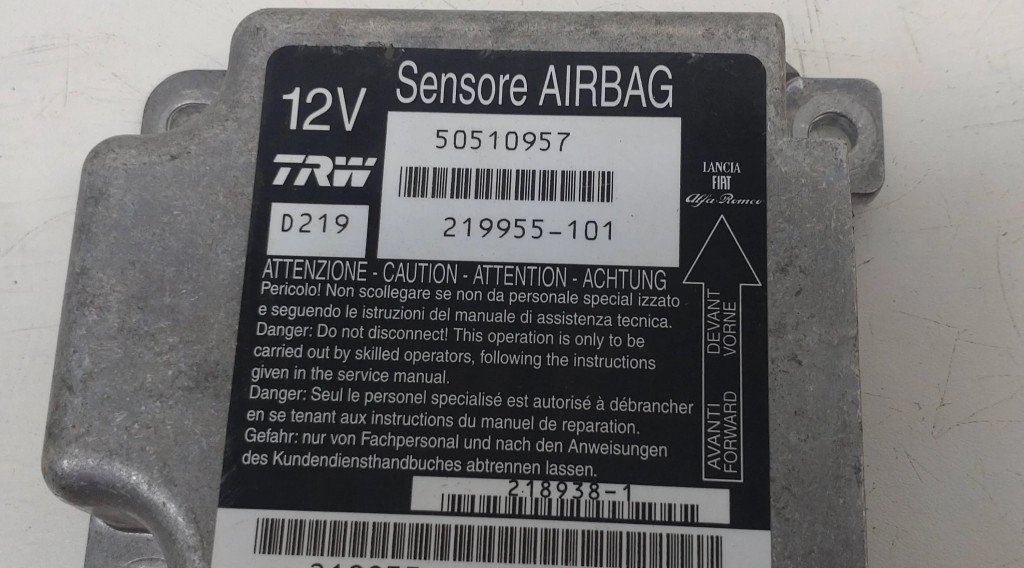 12V
Sensore AIRBAG
50510957
TRW
D219
219955-101
LANCIA
FIAT
Alfa Romeo
ATTENZIONE - CAUTION - ATTENTION - ACHTUNG
Pericolo! Non scollegare se non da personale special izzato
e seguendo le istruzioni del manuale di assistenza tecnica.
Danger: Do not disconnect! This operation is only to be
carried out by skilled operators, following the instructions
given in the service manual.
Danger: Seul le personel specialisé est autorisé à débrancher
en se tenant aux instructions du manuel de reparation.
Gefahr: nur von Fachpersonal und nach den Anweisungen
des Kundendiensthandbuches abtrennen lassen.
AVANTI DEVANT
FORWARD VORNE
218938-1